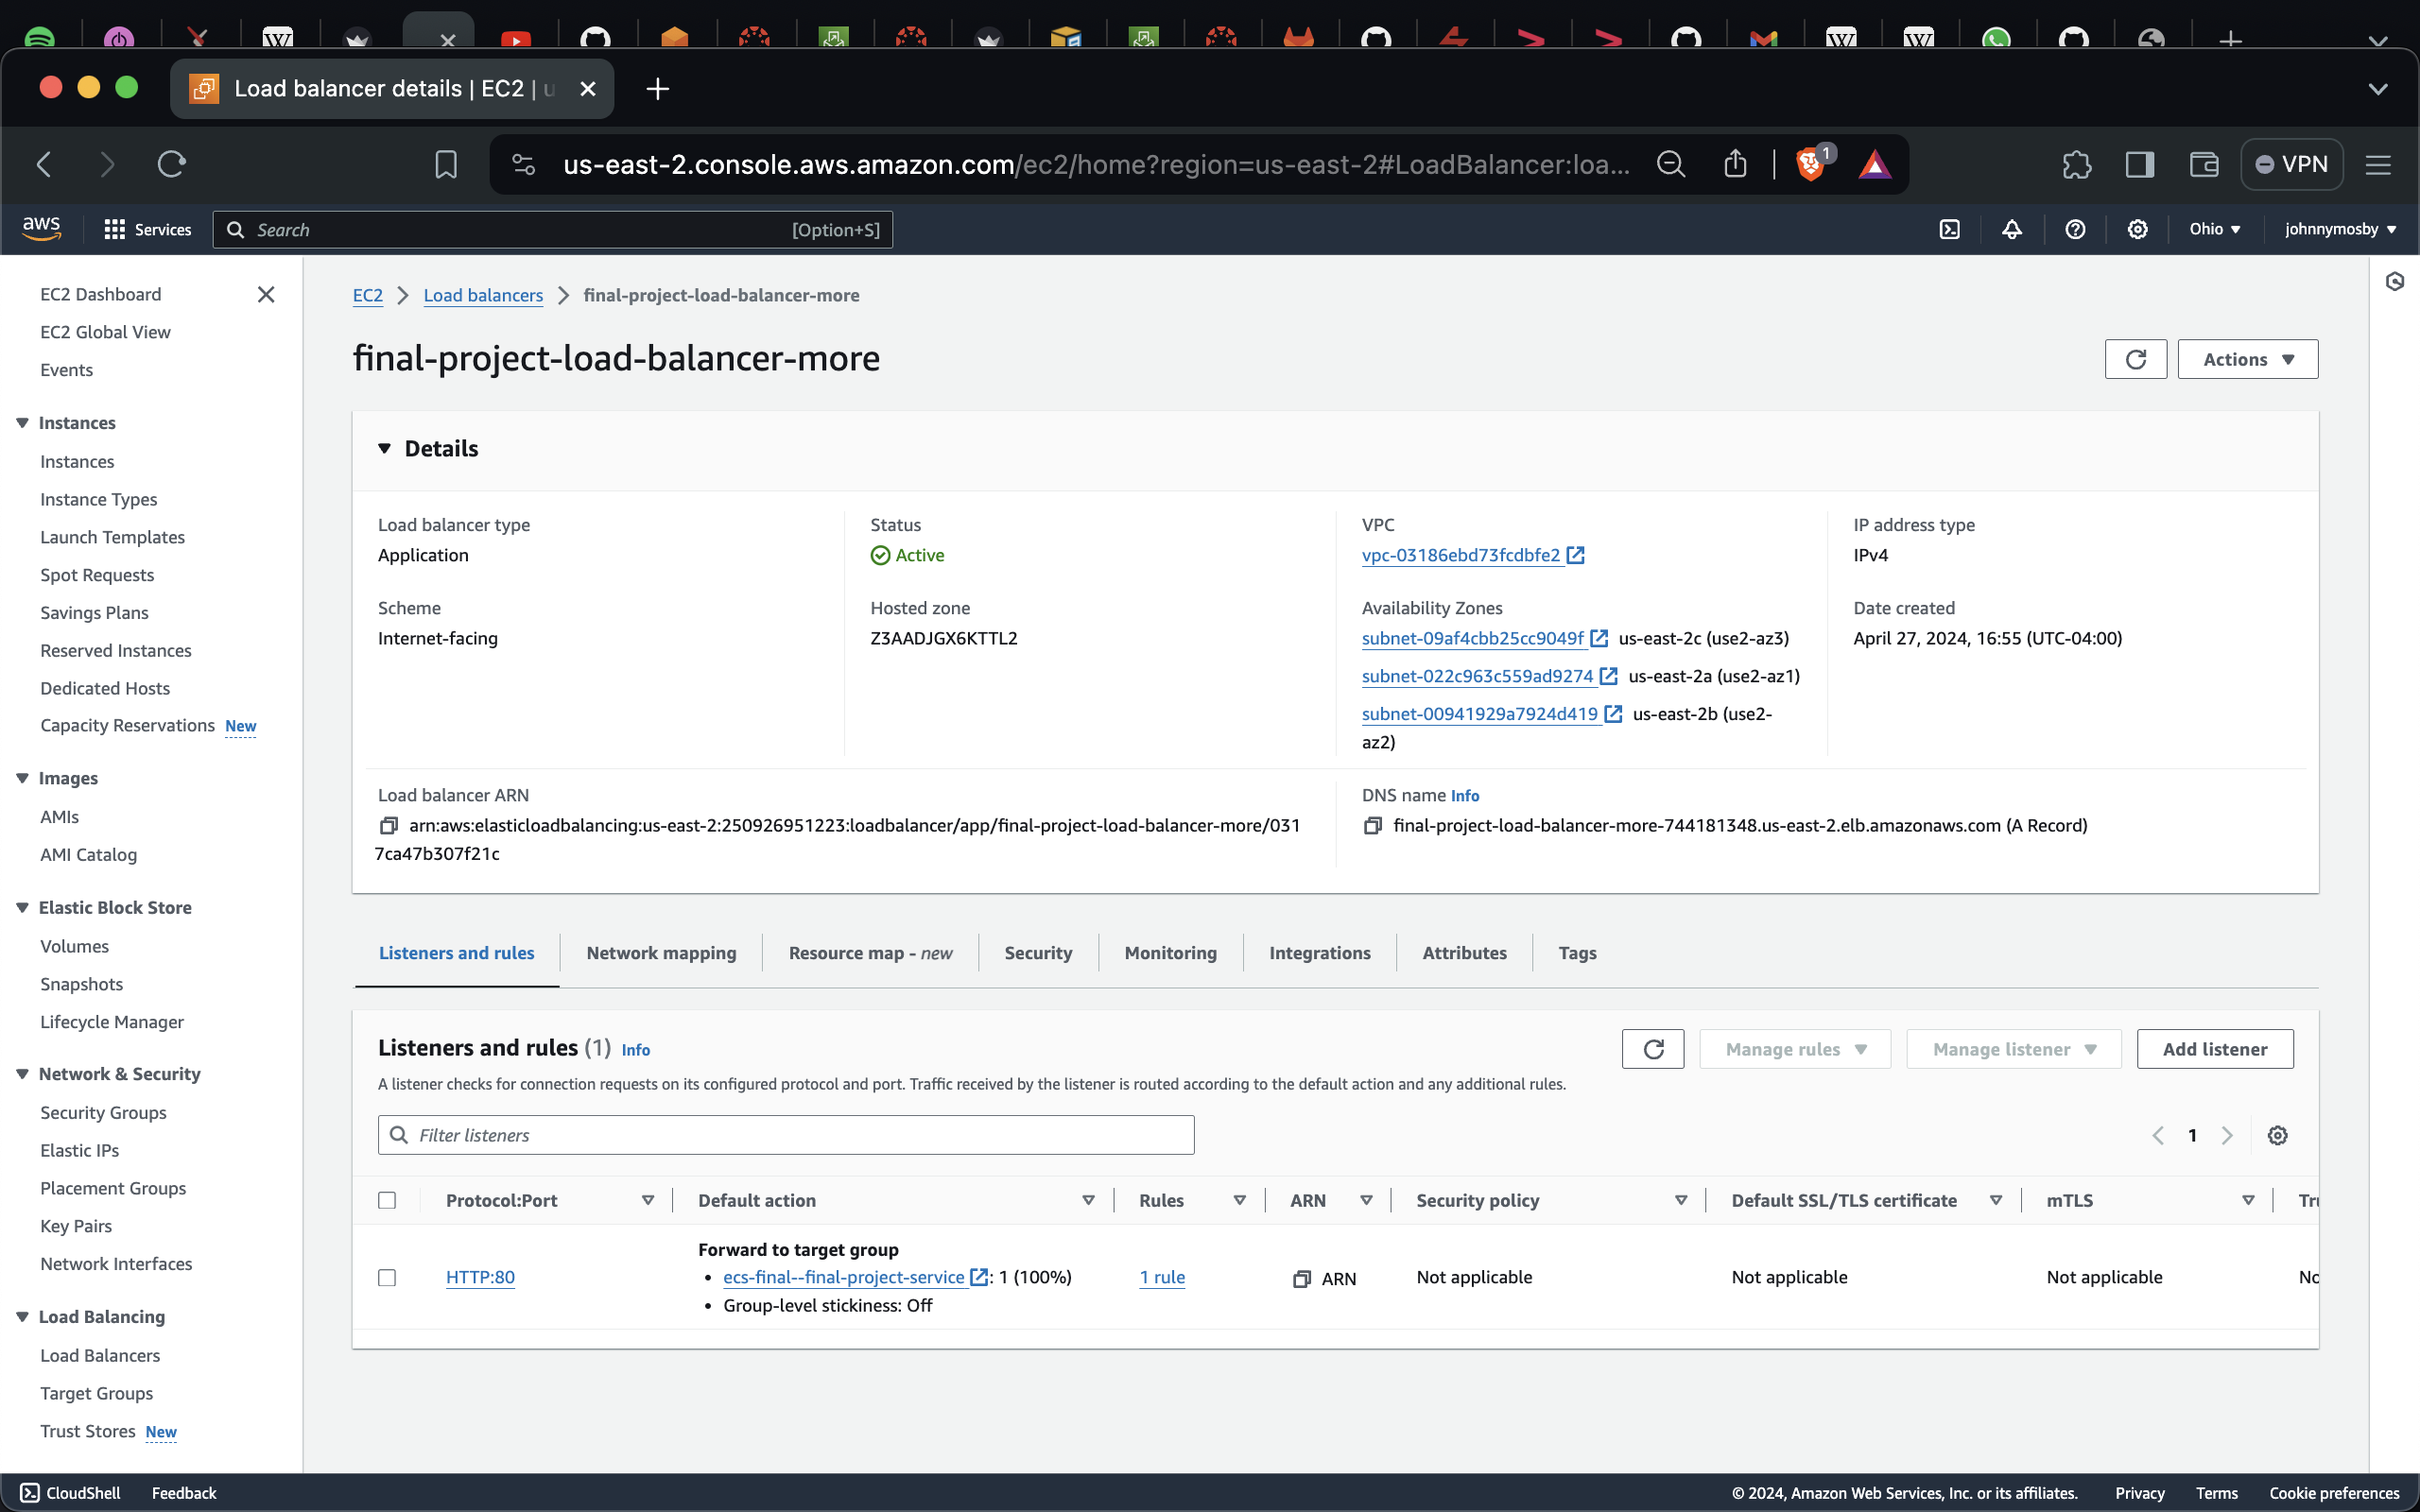 Load balancer details | EC2 | u
us-east-2.console.aws.amazon.com/ec2/home?region=us-east-2#LoadBalancer:loa...
1
VPN
aws
Services
Search
[Option+S]
Ohio
johnnymosby
EC2 Dashboard
EC2 Global View
Events
Instances
Instances
Instance Types
Launch Templates
Spot Requests
Savings Plans
Reserved Instances
Dedicated Hosts
Capacity Reservations New
Images
AMIs
AMI Catalog
Elastic Block Store
Volumes
Snapshots
Lifecycle Manager
Network & Security
Security Groups
Elastic IPs
Placement Groups
Key Pairs
Network Interfaces
Load Balancing
Load Balancers
Target Groups
Trust Stores New
EC2 > Load balancers > final-project-load-balancer-more
final-project-load-balancer-more
Actions
Details
Load balancer type
Application
Status
Active
VPC
vpc-03186ebd73fcdbfe2
IP address type
IPv4
Scheme
Internet-facing
Hosted zone
Z3AADJGX6KTTL2
Availability Zones
subnet-09af4cbb25cc9049f us-east-2c (use2-az3)
subnet-022c963c559ad9274 us-east-2a (use2-az1)
subnet-00941929a7924d419 us-east-2b (use2-
az2)
Date created
April 27, 2024, 16:55 (UTC-04:00)
Load balancer ARN
arn:aws:elasticloadbalancing:us-east-2:250926951223:loadbalancer/app/final-project-load-balancer-more/031
7ca47b307f21c
DNS name Info
final-project-load-balancer-more-744181348.us-east-2.elb.amazonaws.com (A Record)
Listeners and rules
Network mapping
Resource map - new
Security
Monitoring
Integrations
Attributes
Tags
Listeners and rules (1) Info
Manage rules
Manage listener
Add listener
A listener checks for connection requests on its configured protocol and port. Traffic received by the listener is routed according to the default action and any additional rules.
Filter listeners
1
Protocol:Port
Default action
Rules
ARN
Security policy
Default SSL/TLS certificate
mTLS
Tru
HTTP:80
Forward to target group
• ecs-final--final-project-service : 1 (100%)
• Group-level stickiness: Off
1 rule
ARN
Not applicable
Not applicable
Not applicable
No
CloudShell
Feedback
© 2024, Amazon Web Services, Inc. or its affiliates.
Privacy
Terms
Cookie preferences